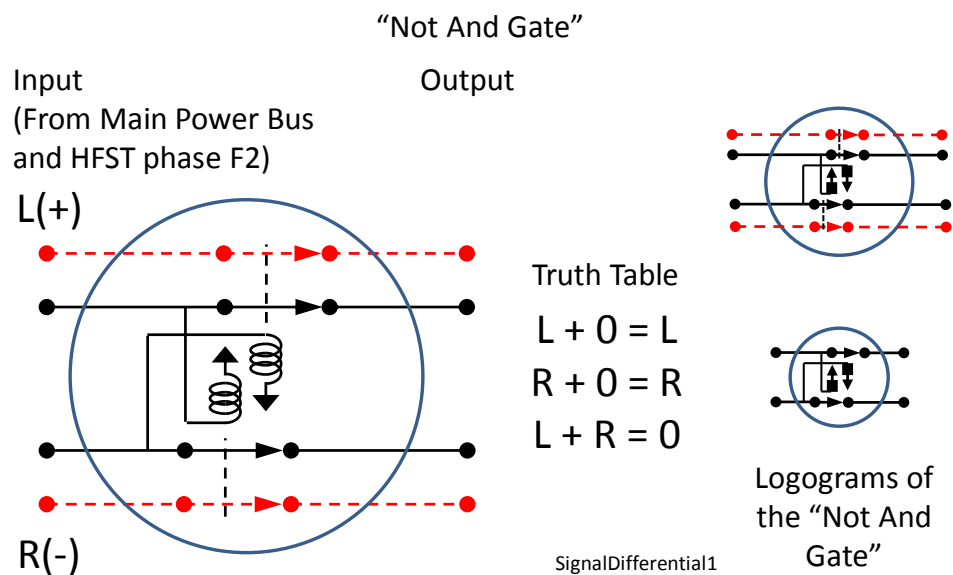 “Not And Gate”
Input
(From Main Power Bus
and HFST phase F2)
Output
L(+)
R(-)
Truth Table
L + 0 = L
R + 0 = R
L + R = 0
Logograms of
the “Not And
Gate”
SignalDifferential1